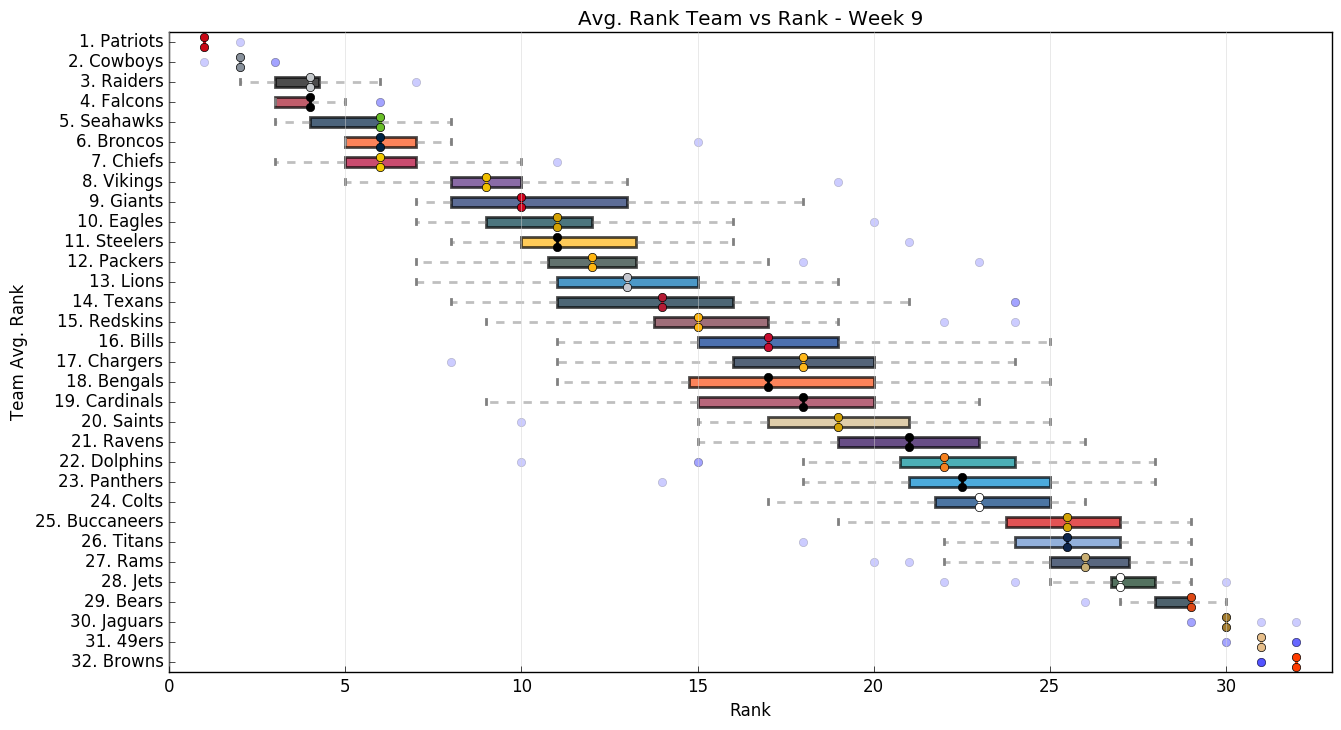 Avg. Rank Team vs Rank - Week 9
Team Avg. Rank
1. Patriots
2. Cowboys
3. Raiders
4. Falcons
5. Seahawks
6. Broncos
7. Chiefs
8. Vikings
9. Giants
10. Eagles
11. Steelers
12. Packers
13. Lions
14. Texans
15. Redskins
16. Bills
17. Chargers
18. Bengals
19. Cardinals
20. Saints
21. Ravens
22. Dolphins
23. Panthers
24. Colts
25. Buccaneers
26. Titans
27. Rams
28. Jets
29. Bears
30. Jaguars
31. 49ers
32. Browns
0 5 10 15 20 25 30
Rank